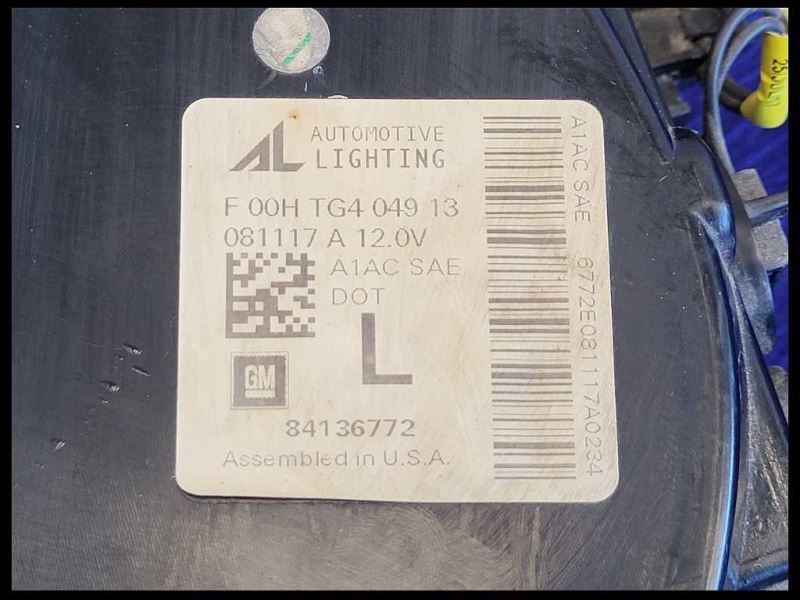 AL AUTOMOTIVE
LIGHTING
F 00H TG4 049 13
081117 A 12.0V
A1AC SAE
DOT
L
GM
84136772
Assembled in U.S.A.
A1AC SAE 6772E081117A0234